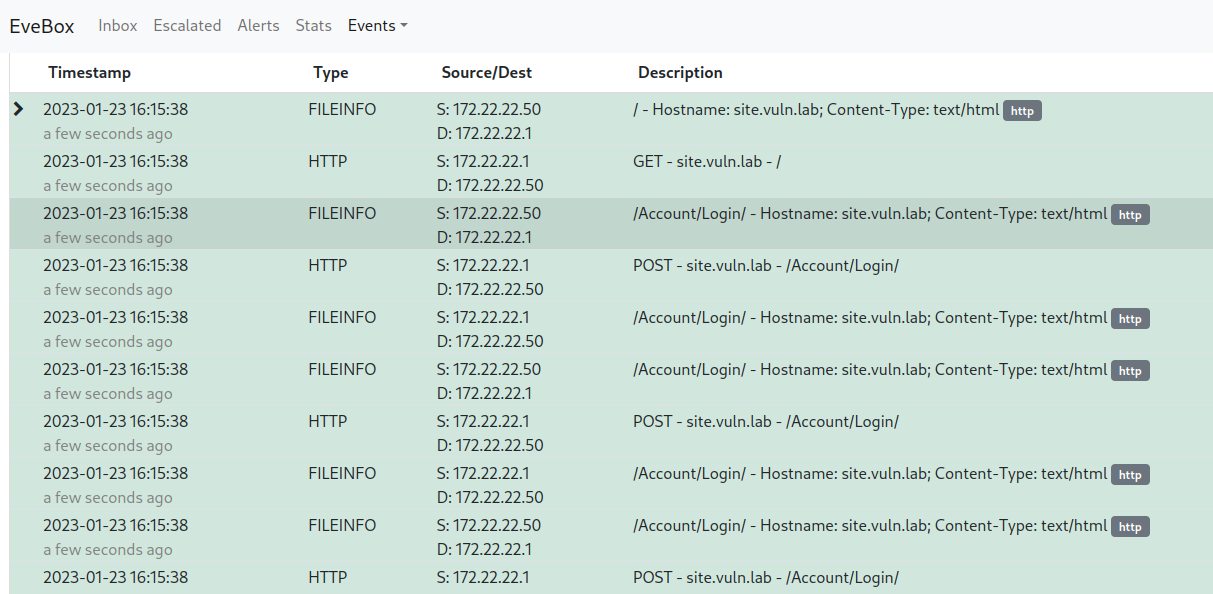 EveBox Inbox Escalated Alerts Stats Events
Timestamp Type Source/Dest Description
2023-01-23 16:15:38 FILEINFO S: 172.22.22.50 / - Hostname: site.vuln.lab; Content-Type: text/html http
a few seconds ago D: 172.22.22.1
2023-01-23 16:15:38 HTTP S: 172.22.22.1 GET - site.vuln.lab - /
a few seconds ago D: 172.22.22.50
2023-01-23 16:15:38 FILEINFO S: 172.22.22.50 /Account/Login/ - Hostname: site.vuln.lab; Content-Type: text/html http
a few seconds ago D: 172.22.22.1
2023-01-23 16:15:38 HTTP S: 172.22.22.1 POST - site.vuln.lab - /Account/Login/
a few seconds ago D: 172.22.22.50
2023-01-23 16:15:38 FILEINFO S: 172.22.22.1 /Account/Login/ - Hostname: site.vuln.lab; Content-Type: text/html http
a few seconds ago D: 172.22.22.50
2023-01-23 16:15:38 FILEINFO S: 172.22.22.50 /Account/Login/ - Hostname: site.vuln.lab; Content-Type: text/html http
a few seconds ago D: 172.22.22.1
2023-01-23 16:15:38 HTTP S: 172.22.22.1 POST - site.vuln.lab - /Account/Login/
a few seconds ago D: 172.22.22.50
2023-01-23 16:15:38 FILEINFO S: 172.22.22.1 /Account/Login/ - Hostname: site.vuln.lab; Content-Type: text/html http
a few seconds ago D: 172.22.22.50
2023-01-23 16:15:38 FILEINFO S: 172.22.22.50 /Account/Login/ - Hostname: site.vuln.lab; Content-Type: text/html http
a few seconds ago D: 172.22.22.1
2023-01-23 16:15:38 HTTP S: 172.22.22.1 POST - site.vuln.lab - /Account/Login/